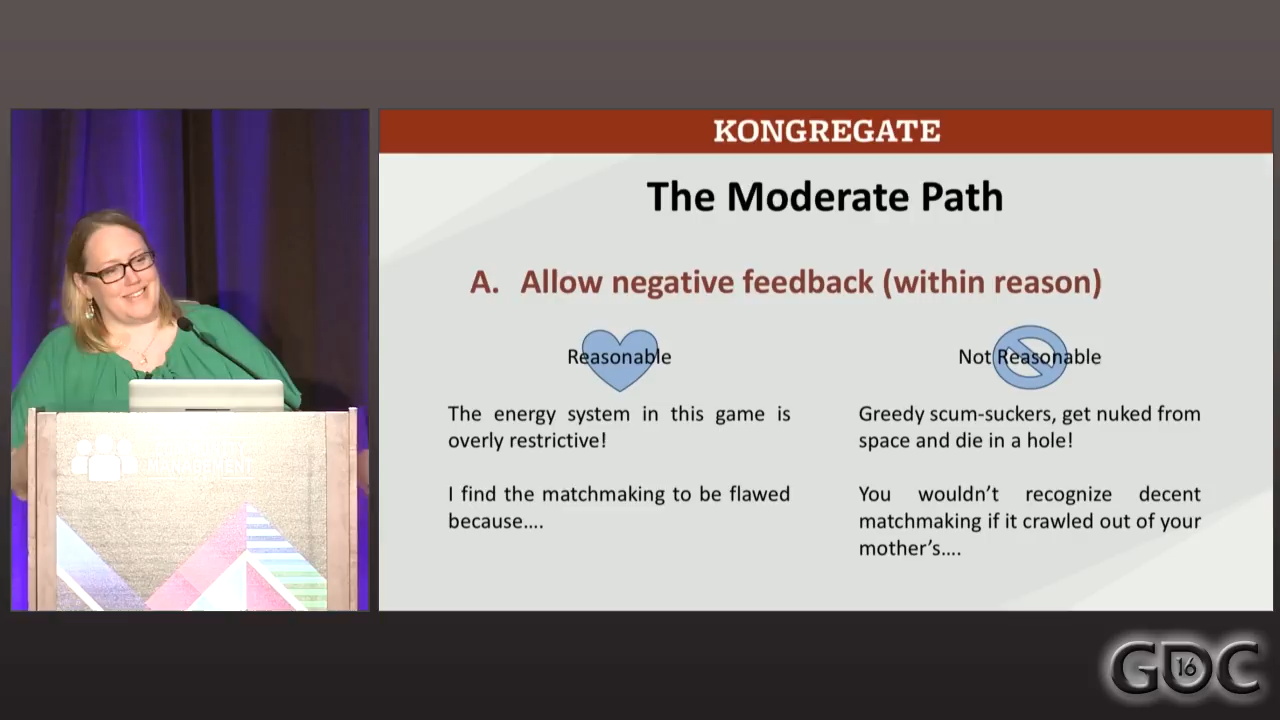 KONGREGATE
The Moderate Path
A. Allow negative feedback (within reason)
Reasonable
Not Reasonable
The energy system in this game is
overly restrictive!
I find the matchmaking to be flawed
because....
Greedy scum-suckers, get nuked from
space and die in a hole!
You wouldn't recognize decent
matchmaking if it crawled out of your
mother's....
MANAGEMENT
GDC
16